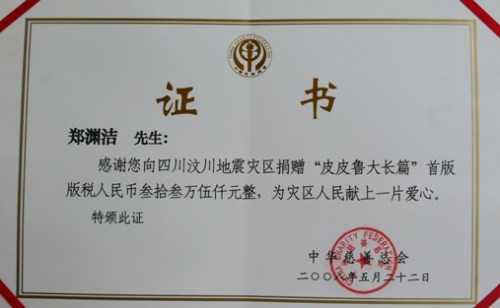 证 书
郑渊洁 先生：
感谢您向四川汶川地震灾区捐赠“皮皮鲁大长篇”首版
版税人民币叁拾叁万伍仟元整，为灾区人民献上一片爱心。
特颁此证
中华慈善总会
二〇〇八年五月二十二日